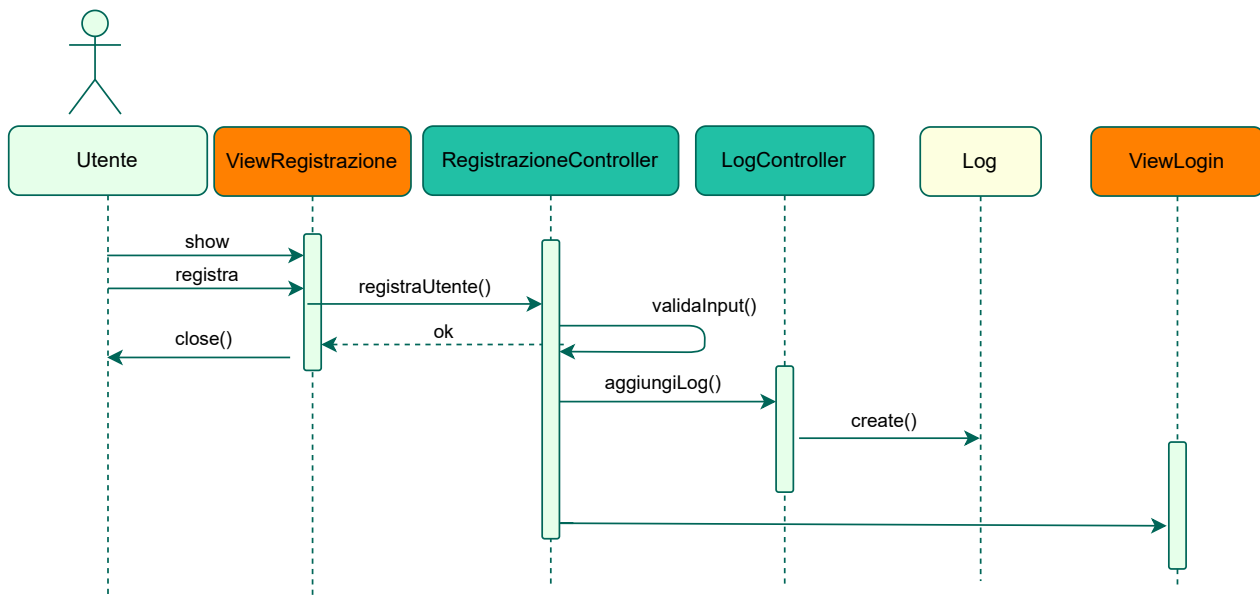 Utente
ViewRegistrazione
RegistrazioneController
LogController
Log
ViewLogin
show
registra
registraUtente()
validaInput()
ok
close()
aggiungiLog()
create()